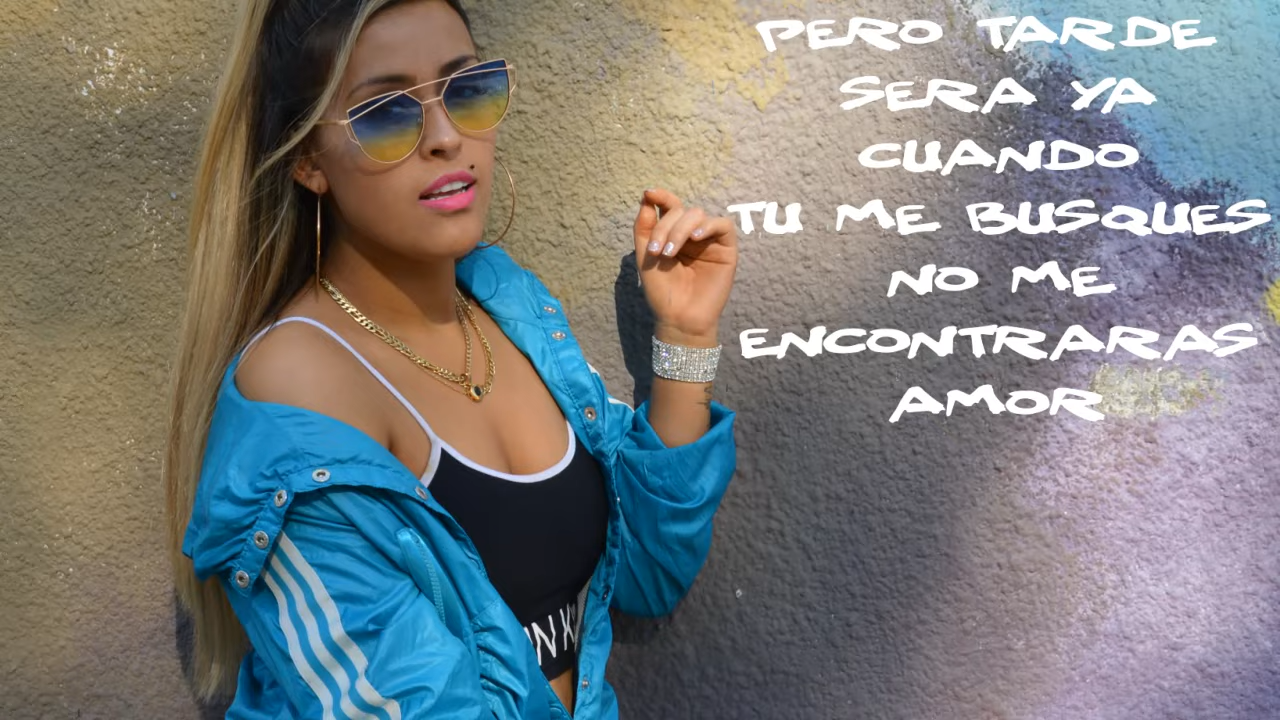 PERO TARDE
SERA YA
CUANDO
TU ME BUSQUES
NO ME
ENCONTRARAS
AMOR